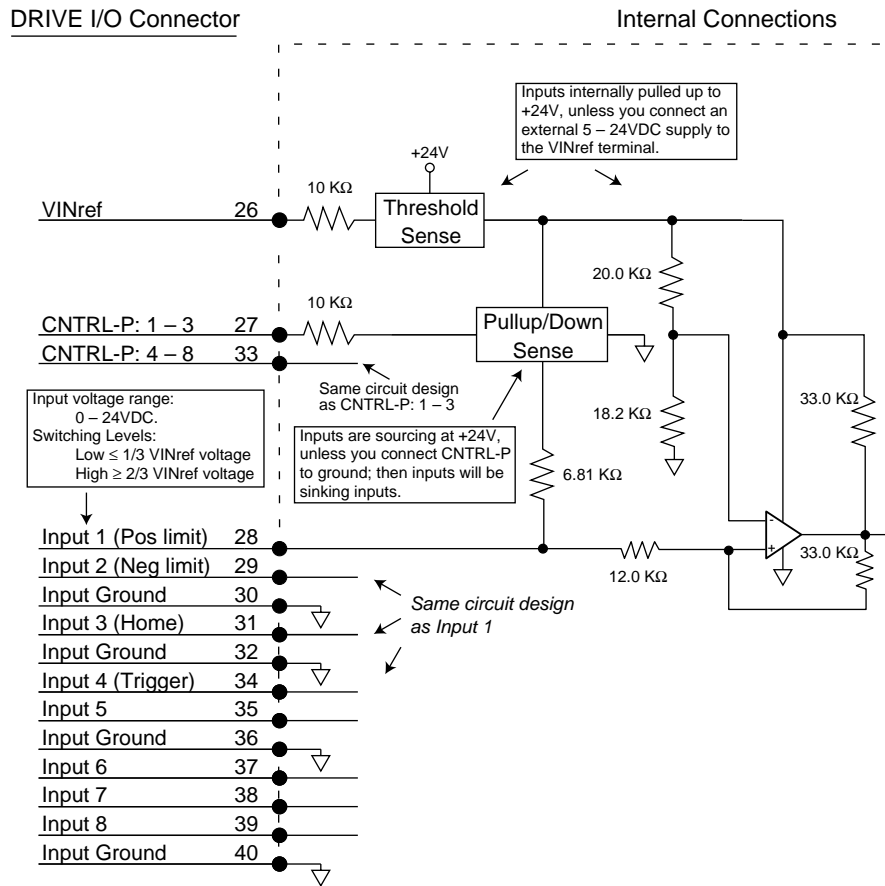 DRIVE I/O Connector
Internal Connections
Inputs internally pulled up to
+24V, unless you connect an
external 5 – 24VDC supply to
the VINref terminal.
+24V
10 KΩ
VINref 26
Threshold
Sense
20.0 KΩ
10 KΩ
CNTRL-P: 1 – 3 27
Pullup/Down
Sense
CNTRL-P: 4 – 8 33
Same circuit design
as CNTRL-P: 1 – 3
Input voltage range:
0 – 24VDC.
Switching Levels:
Low ≤ 1/3 VINref voltage
High ≥ 2/3 VINref voltage
18.2 KΩ
33.0 KΩ
Inputs are sourcing at +24V,
unless you connect CNTRL-P
to ground; then inputs will be
sinking inputs.
6.81 KΩ
-
+
Input 1 (Pos limit) 28
33.0 KΩ
12.0 KΩ
Input 2 (Neg limit) 29
Input Ground 30
Same circuit design
as Input 1
Input 3 (Home) 31
Input Ground 32
Input 4 (Trigger) 34
Input 5 35
Input Ground 36
Input 6 37
Input 7 38
Input 8 39
Input Ground 40